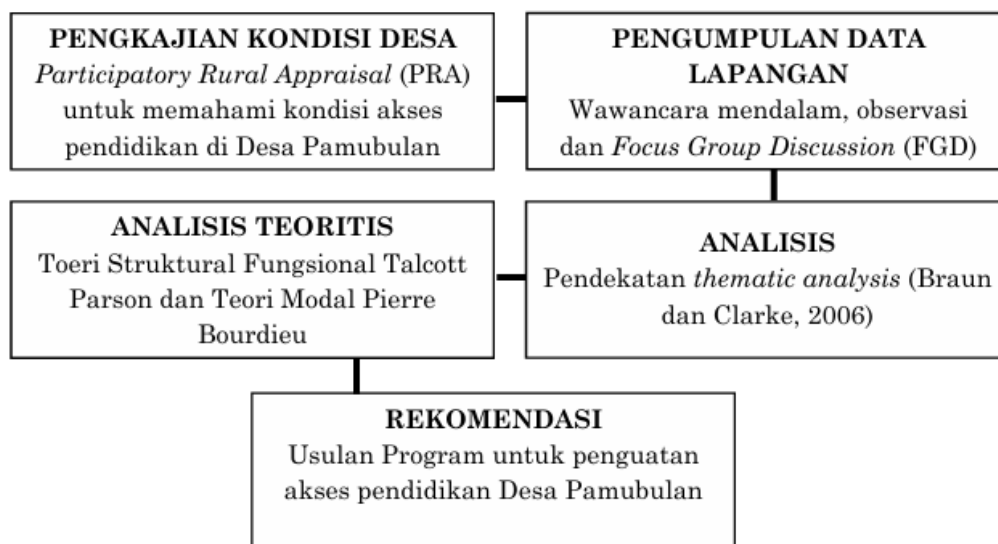 PENGKAJIAN KONDISI DESA
Participatory Rural Appraisal (PRA)
untuk memahami kondisi akses
pendidikan di Desa Pamubulan
PENGUMPULAN DATA
LAPANGAN
Wawancara mendalam, observasi
dan Focus Group Discussion (FGD)
ANALISIS TEORITIS
Toeri Struktural Fungsional Talcott
Parson dan Teori Modal Pierre
Bourdieu
ANALISIS
Pendekatan thematic analysis (Braun
dan Clarke, 2006)
REKOMENDASI
Usulan Program untuk penguatan
akses pendidikan Desa Pamubulan